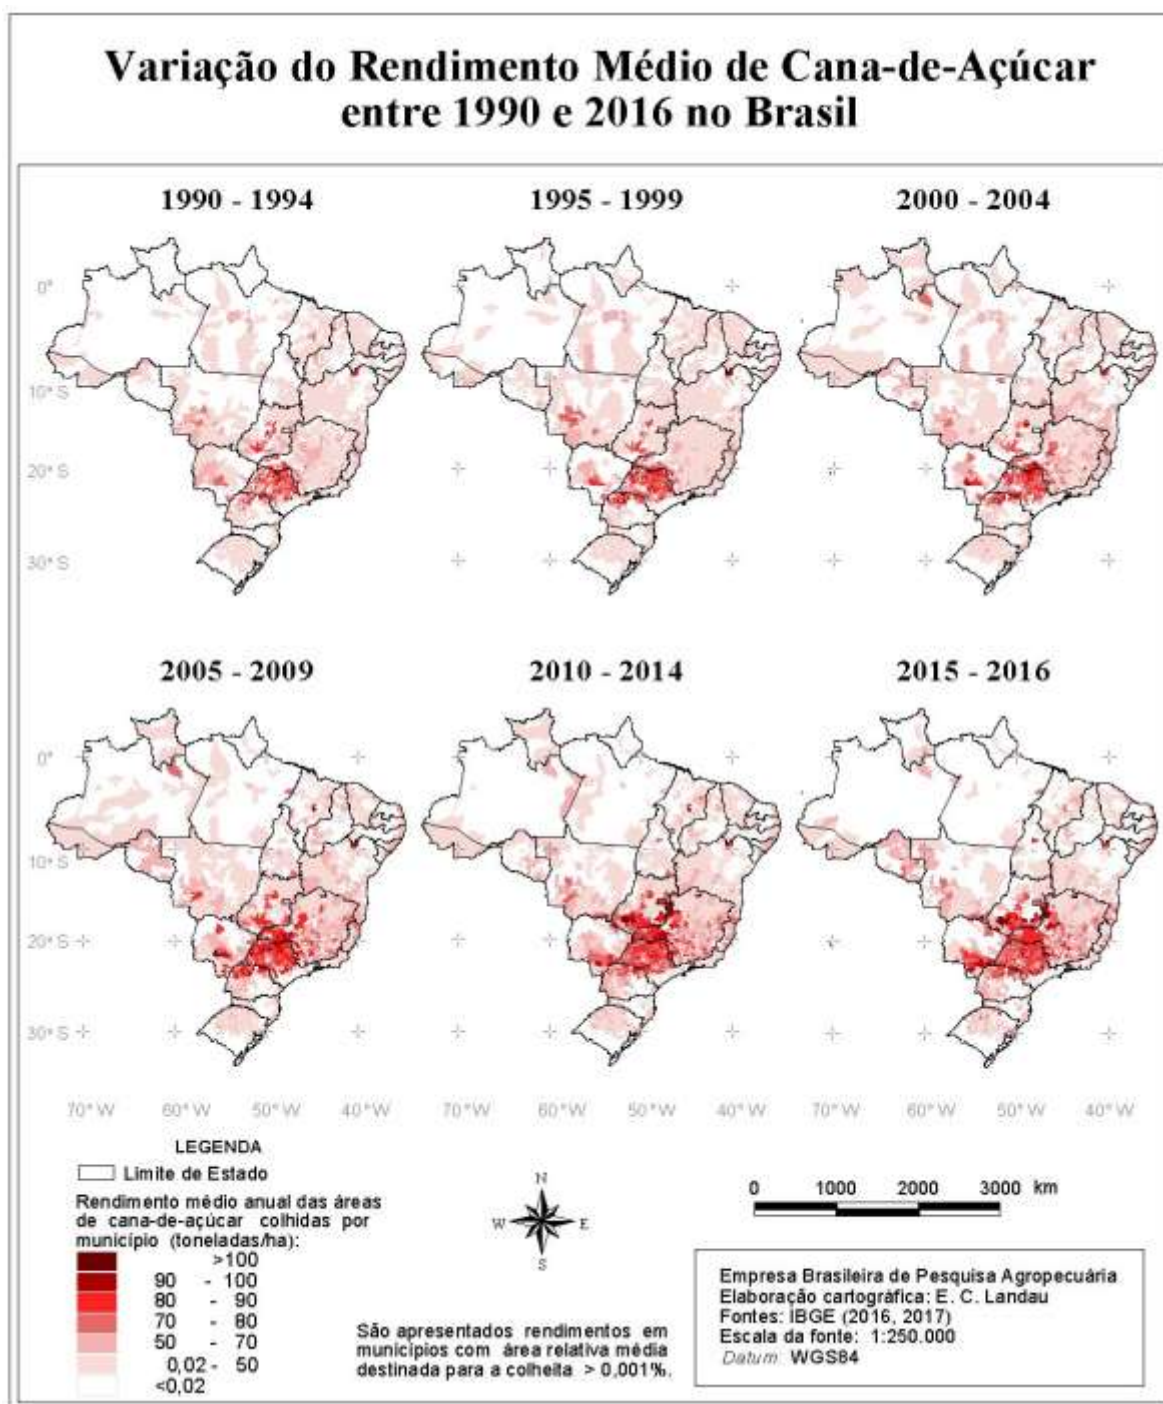 Variação do Rendimento Médio de Cana-de-Açúcar
entre 1990 e 2016 no Brasil
1990 - 1994
1995 - 1999
2000 - 2004
0°
10° S
20° S
30° S
2005 - 2009
2010 - 2014
2015 - 2016
0°
10° S
20° S
30° S
70° W 60° W 50° W 40° W
70° W 60° W 50° W 40° W
70° W 60° W 50° W 40° W
LEGENDA
Limite de Estado
Rendimento médio anual das áreas
de cana-de-açúcar colhidas por
município (toneladas/ha):
>100
90 - 100
80 - 90
70 - 80
50 - 70
0,02 - 50
<0,02
N
W E
S
São apresentados rendimentos em
municípios com área relativa média
destinada para a colheita > 0,001%.
0 1000 2000 3000 km
Empresa Brasileira de Pesquisa Agropecuária
Elaboração cartográfica: E. C. Landau
Fontes: IBGE (2016, 2017)
Escala da fonte: 1:250.000
Datum: WGS84